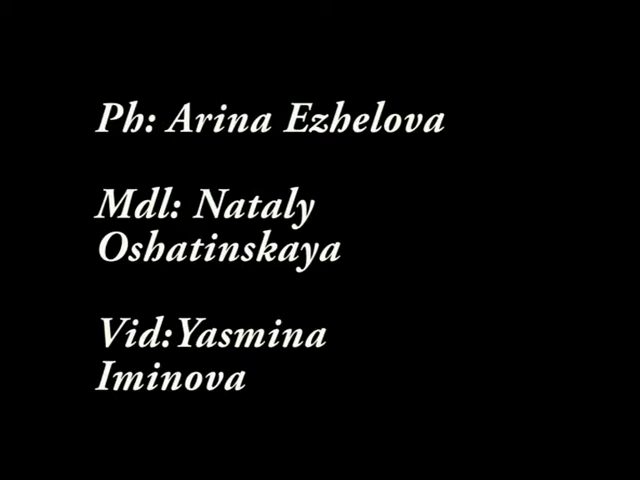 Ph: Arina Ezhelova
Mdl: Nataly
Oshatinskaya
Vid:Yasmina
Iminova